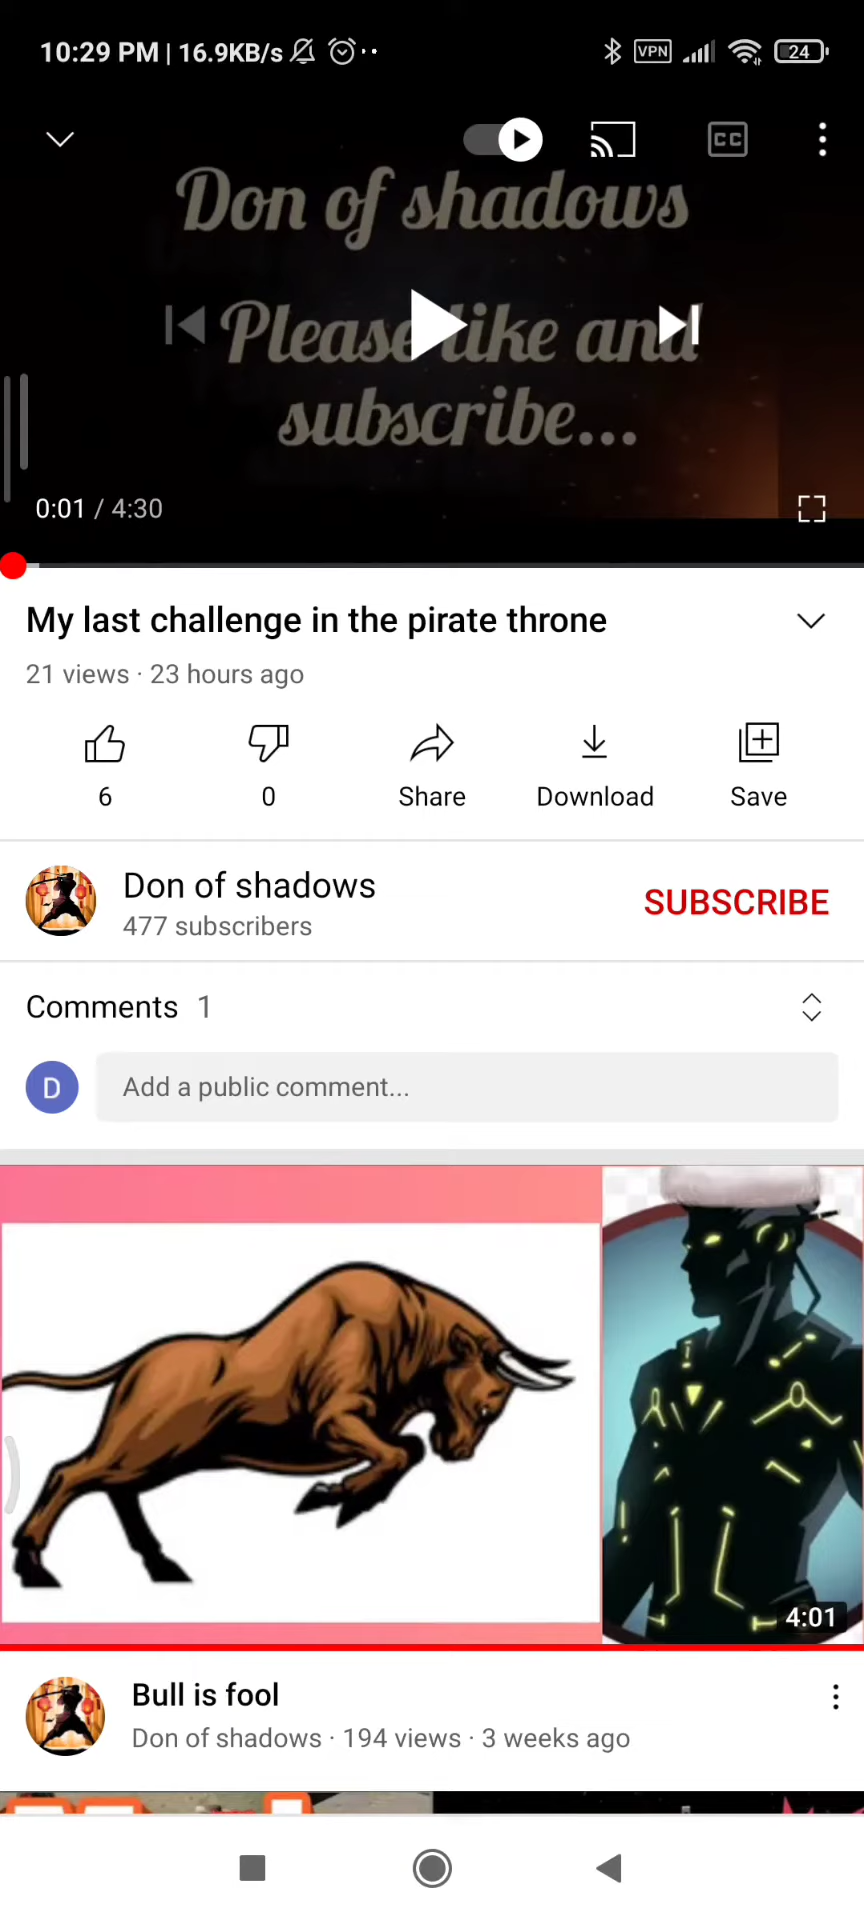 10:29 PM | 16.9KB/s
VPN
24
CC
Don of shadows
Please like and
subscribe...
0:01 / 4:30
My last challenge in the pirate throne
21 views · 23 hours ago
6
0
Share
Download
Save
Don of shadows
477 subscribers
SUBSCRIBE
Comments 1
D
Add a public comment...
4:01
Bull is fool
Don of shadows · 194 views · 3 weeks ago